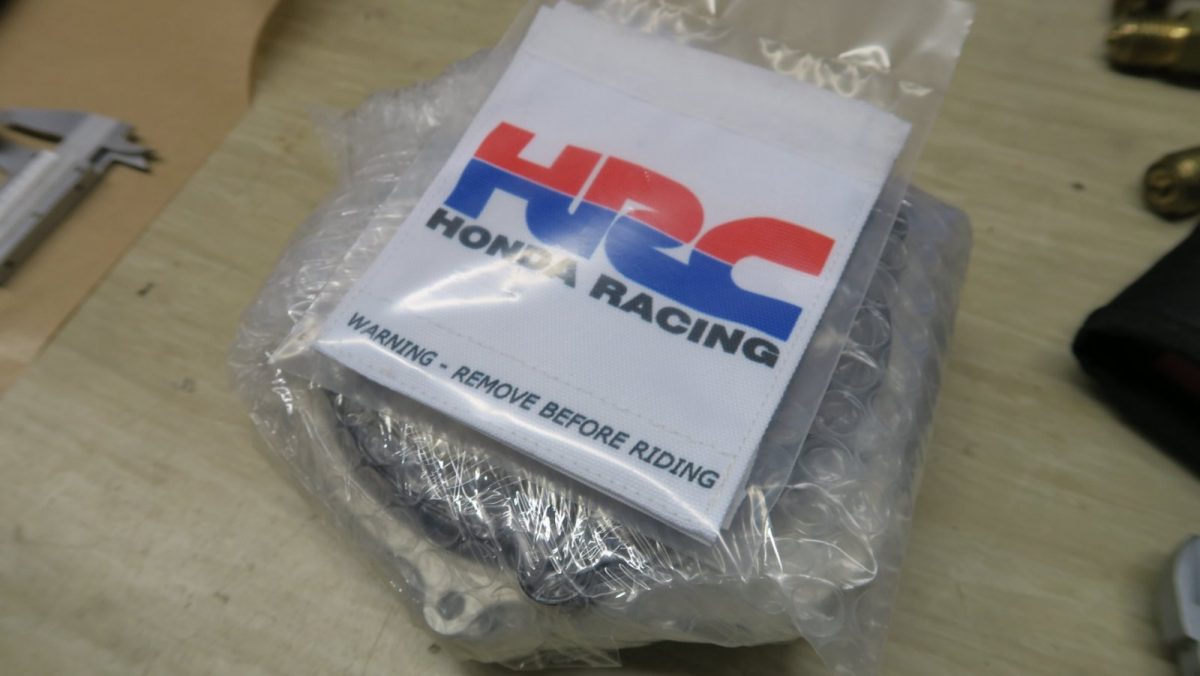 HRC
HONDA RACING
WARNING - REMOVE BEFORE RIDING